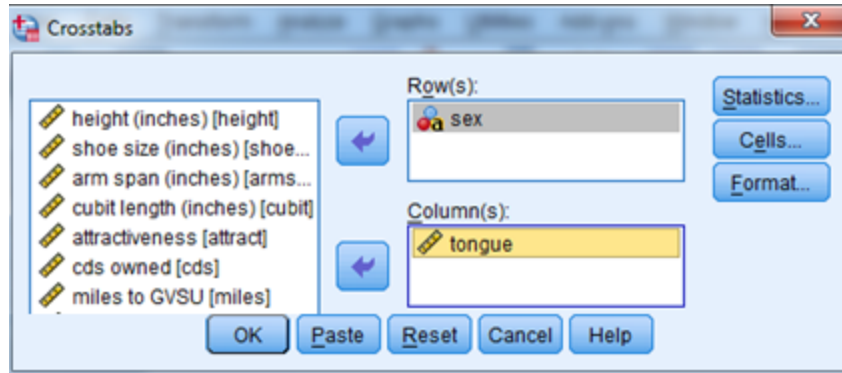 Crosstabs
height (inches) [height]
shoe size (inches) [shoe...
arm span (inches) [arms...
cubit length (inches) [cubit]
attractiveness [attract]
cds owned [cds]
miles to GVSU [miles]
Row(s):
sex
Column(s):
tongue
Statistics...
Cells...
Format...
OK
Paste
Reset
Cancel
Help